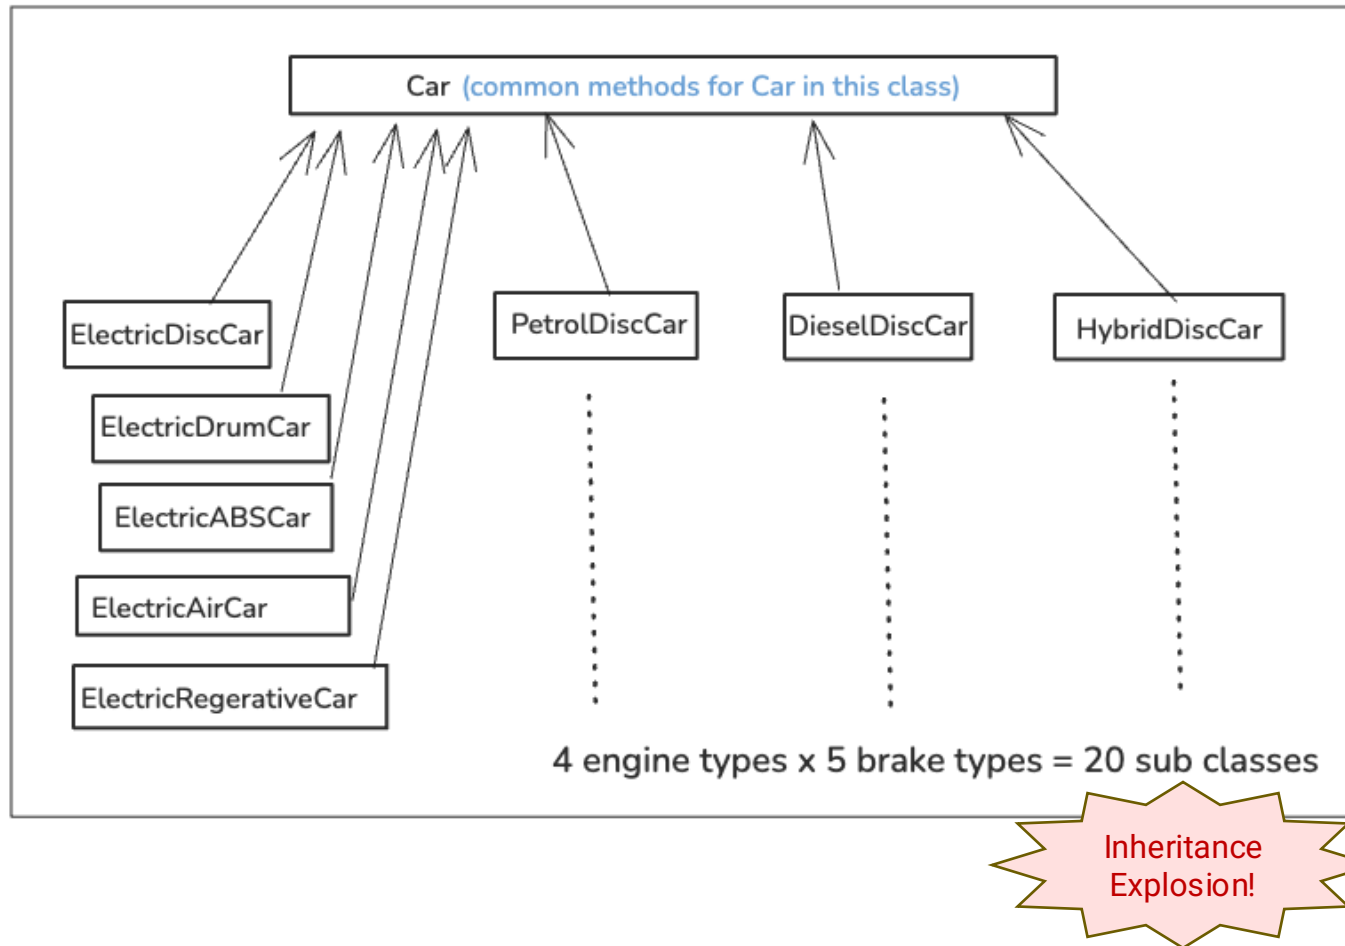 Car (common methods for Car in this class)
ElectricDiscCar
PetrolDiscCar
DieselDiscCar
HybridDiscCar
ElectricDrumCar
ElectricABSCar
ElectricAirCar
ElectricRegerativeCar
4 engine types x 5 brake types = 20 sub classes
Inheritance
Explosion!